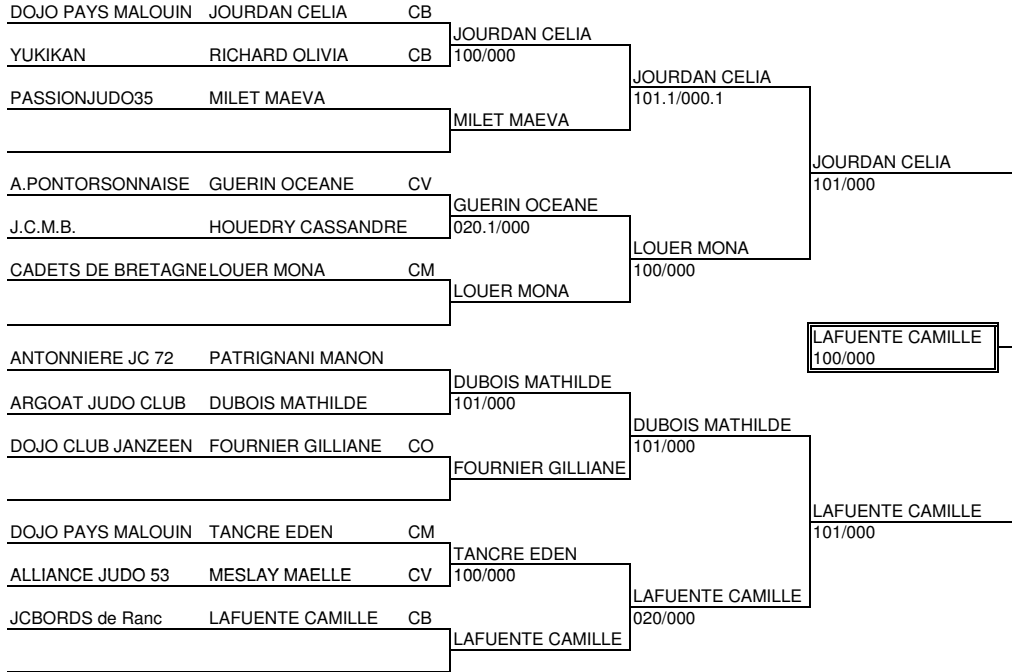 DOJO PAYS MALOUIN JOURDAN CELIA CB
JOURDAN CELIA
YUKIKAN RICHARD OLIVIA CB 100/000
JOURDAN CELIA
PASSIONJUDO35 MILET MAEVA 101.1/000.1
MILET MAEVA
JOURDAN CELIA
A.PONTORSONNAISE GUERIN OCEANE CV 101/000
GUERIN OCEANE
J.C.M.B. HOUEDRY CASSANDRE 020.1/000
LOUER MONA
CADETS DE BRETAGNE LOUER MONA CM 100/000
LOUER MONA
LAFUENTE CAMILLE
ANTONNIERE JC 72 PATRIGNANI MANON 100/000
DUBOIS MATHILDE
ARGOAT JUDO CLUB DUBOIS MATHILDE 101/000
DUBOIS MATHILDE
DOJO CLUB JANZEEN FOURNIER GILLIANE CO 101/000
FOURNIER GILLIANE
LAFUENTE CAMILLE
DOJO PAYS MALOUIN TANCRE EDEN CM 101/000
TANCRE EDEN
ALLIANCE JUDO 53 MESLAY MAELLE CV 100/000
LAFUENTE CAMILLE
JCBORDS de Ranc LAFUENTE CAMILLE CB 020/000
LAFUENTE CAMILLE